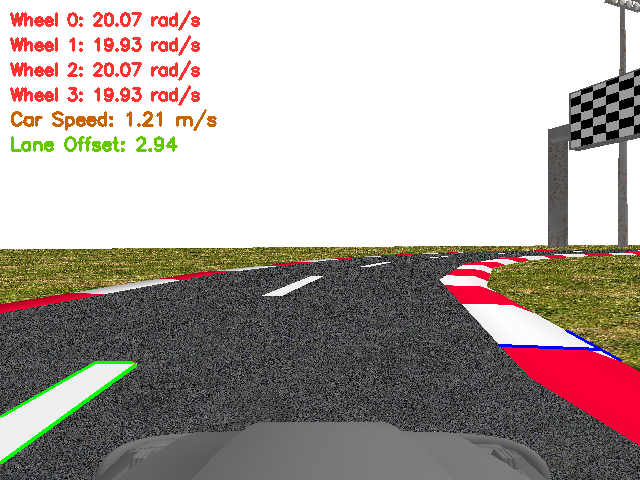 Wheel 0: 20.07 rad/s
Wheel 1: 19.93 rad/s
Wheel 2: 20.07 rad/s
Wheel 3: 19.93 rad/s
Car Speed: 1.21 m/s
Lane Offset: 2.94